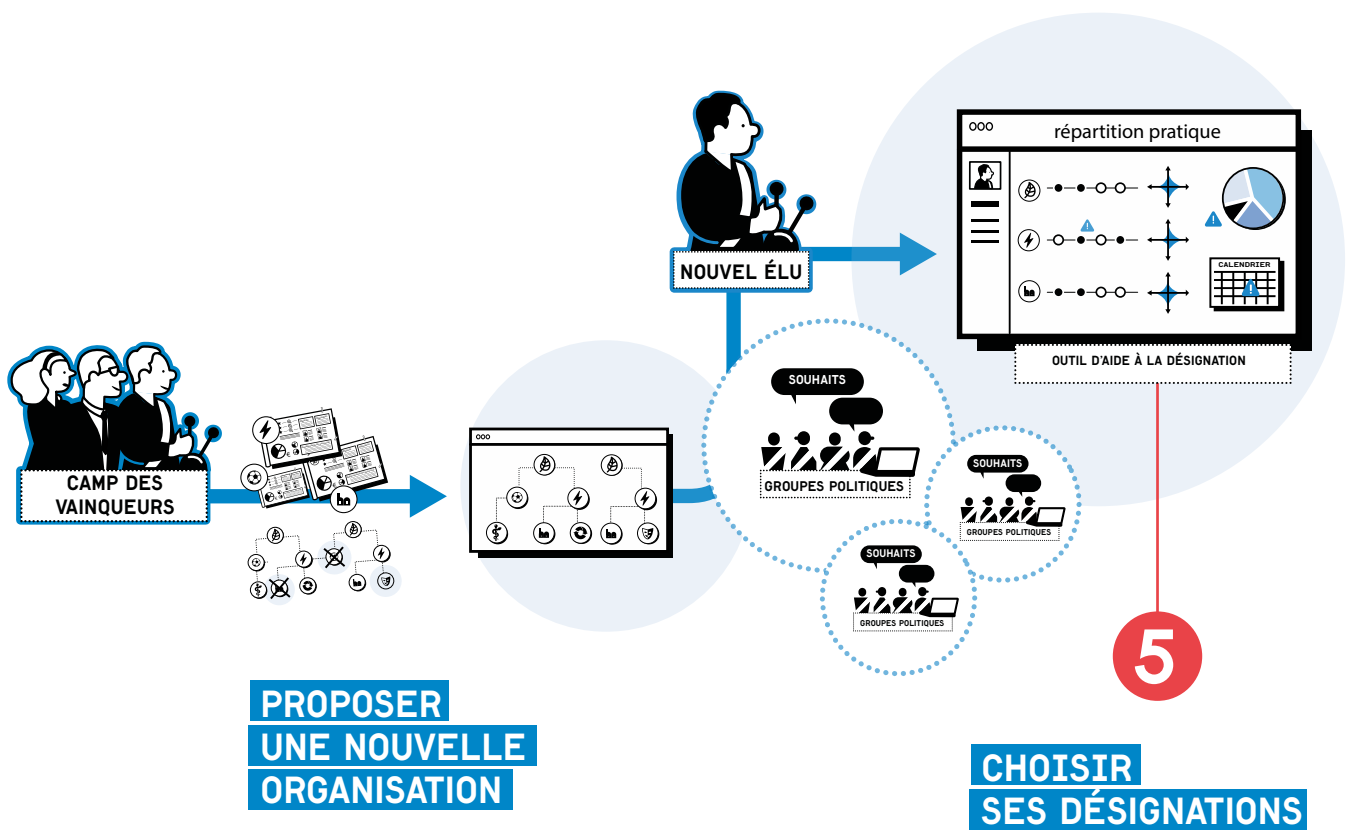 CAMP DES
VAINQUEURS
PROPOSER
UNE NOUVELLE
ORGANISATION
NOUVEL ÉLU
SOUHAITS
GROUPES POLITIQUES
SOUHAITS
GROUPES POLITIQUES
SOUHAITS
GROUPES POLITIQUES
répartition pratique
CALENDRIER
OUTIL D'AIDE À LA DÉSIGNATION
5
CHOISIR
SES DÉSIGNATIONS